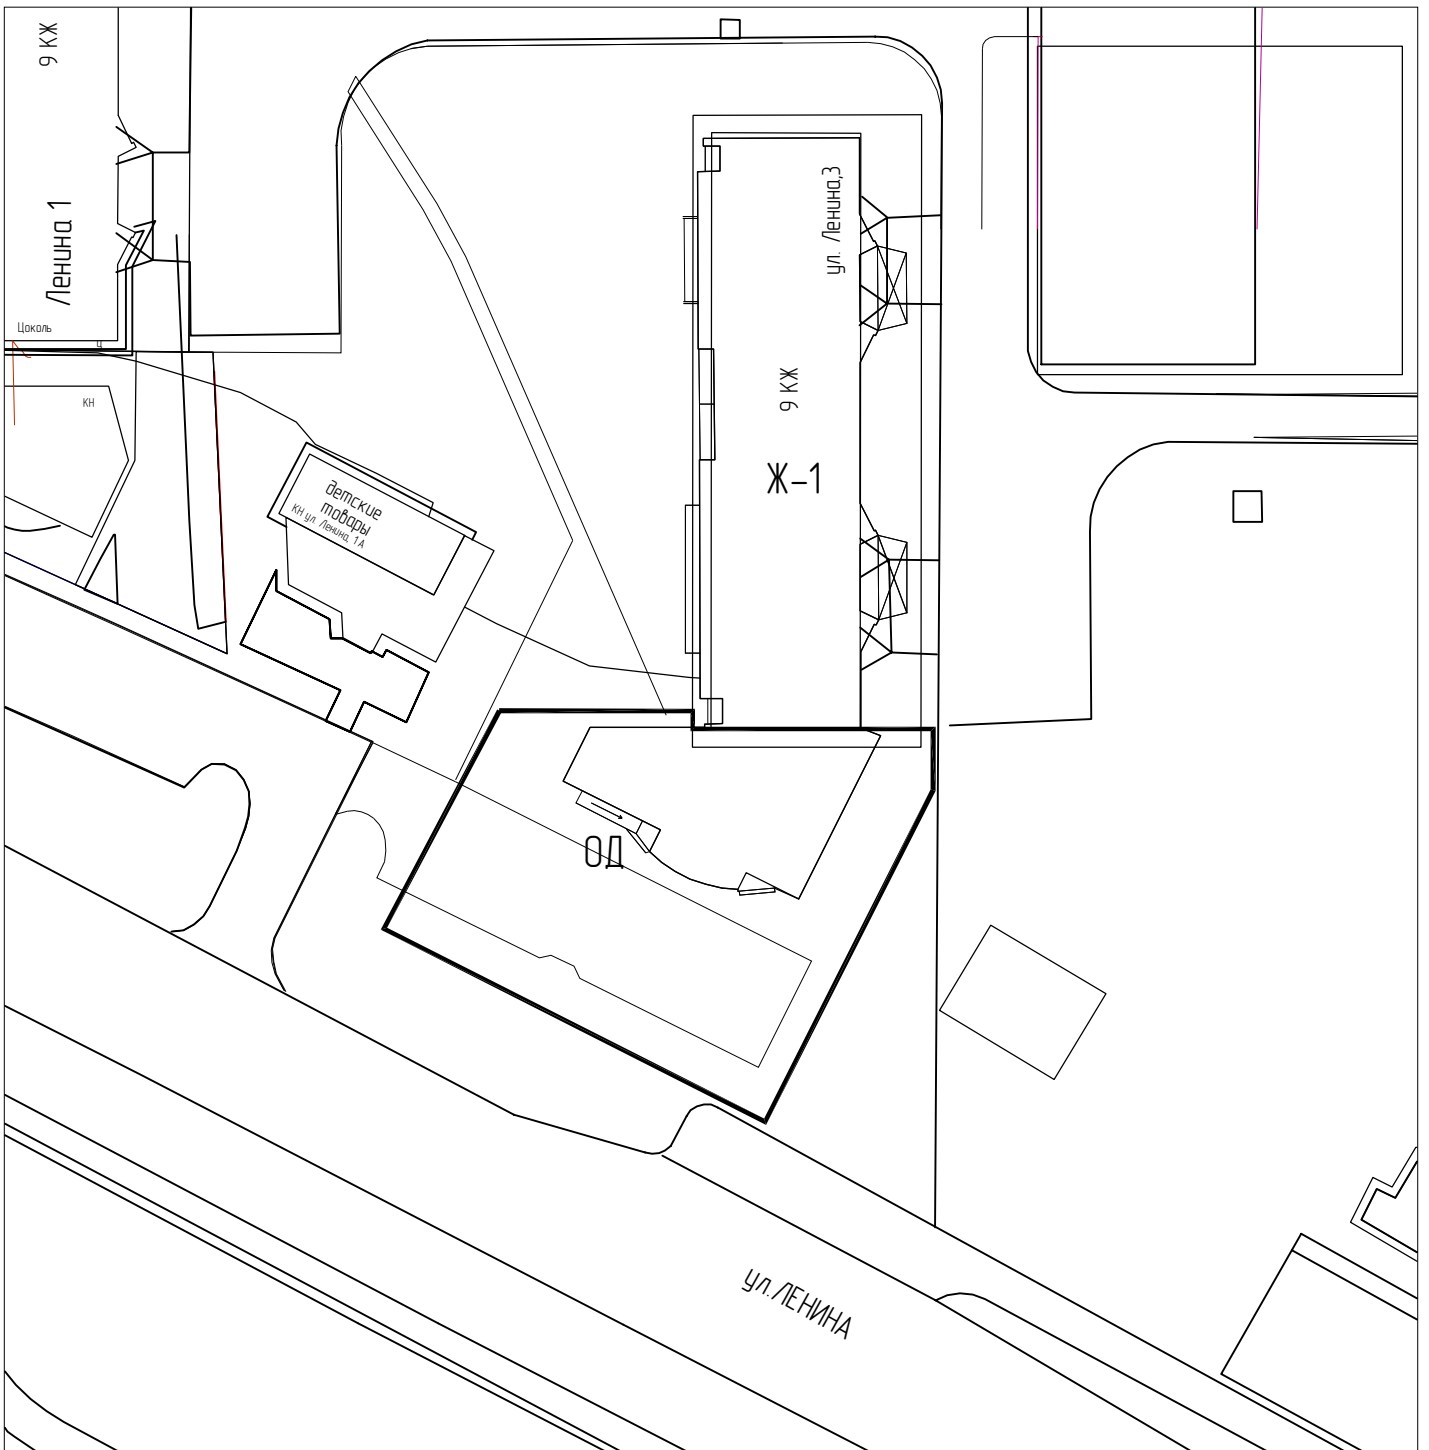 9 КЖ
Ленина 1
Цоколь
Ц
КН
детские
товары
КН ул. Ленина, 1А
ул. Ленина,3
9 КЖ
Ж-1
ОД
ул. ЛЕНИНА